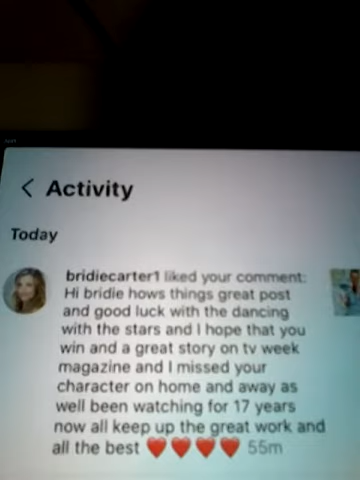 < Activity
Today
bridiecarter1 liked your comment:
Hi bridie hows things great post
and good luck with the dancing
with the stars and I hope that you
win and a great story on tv week
magazine and I missed your
character on home and away as
well been watching for 17 years
now all keep up the great work and
all the best ❤️❤️❤️❤️ 55m